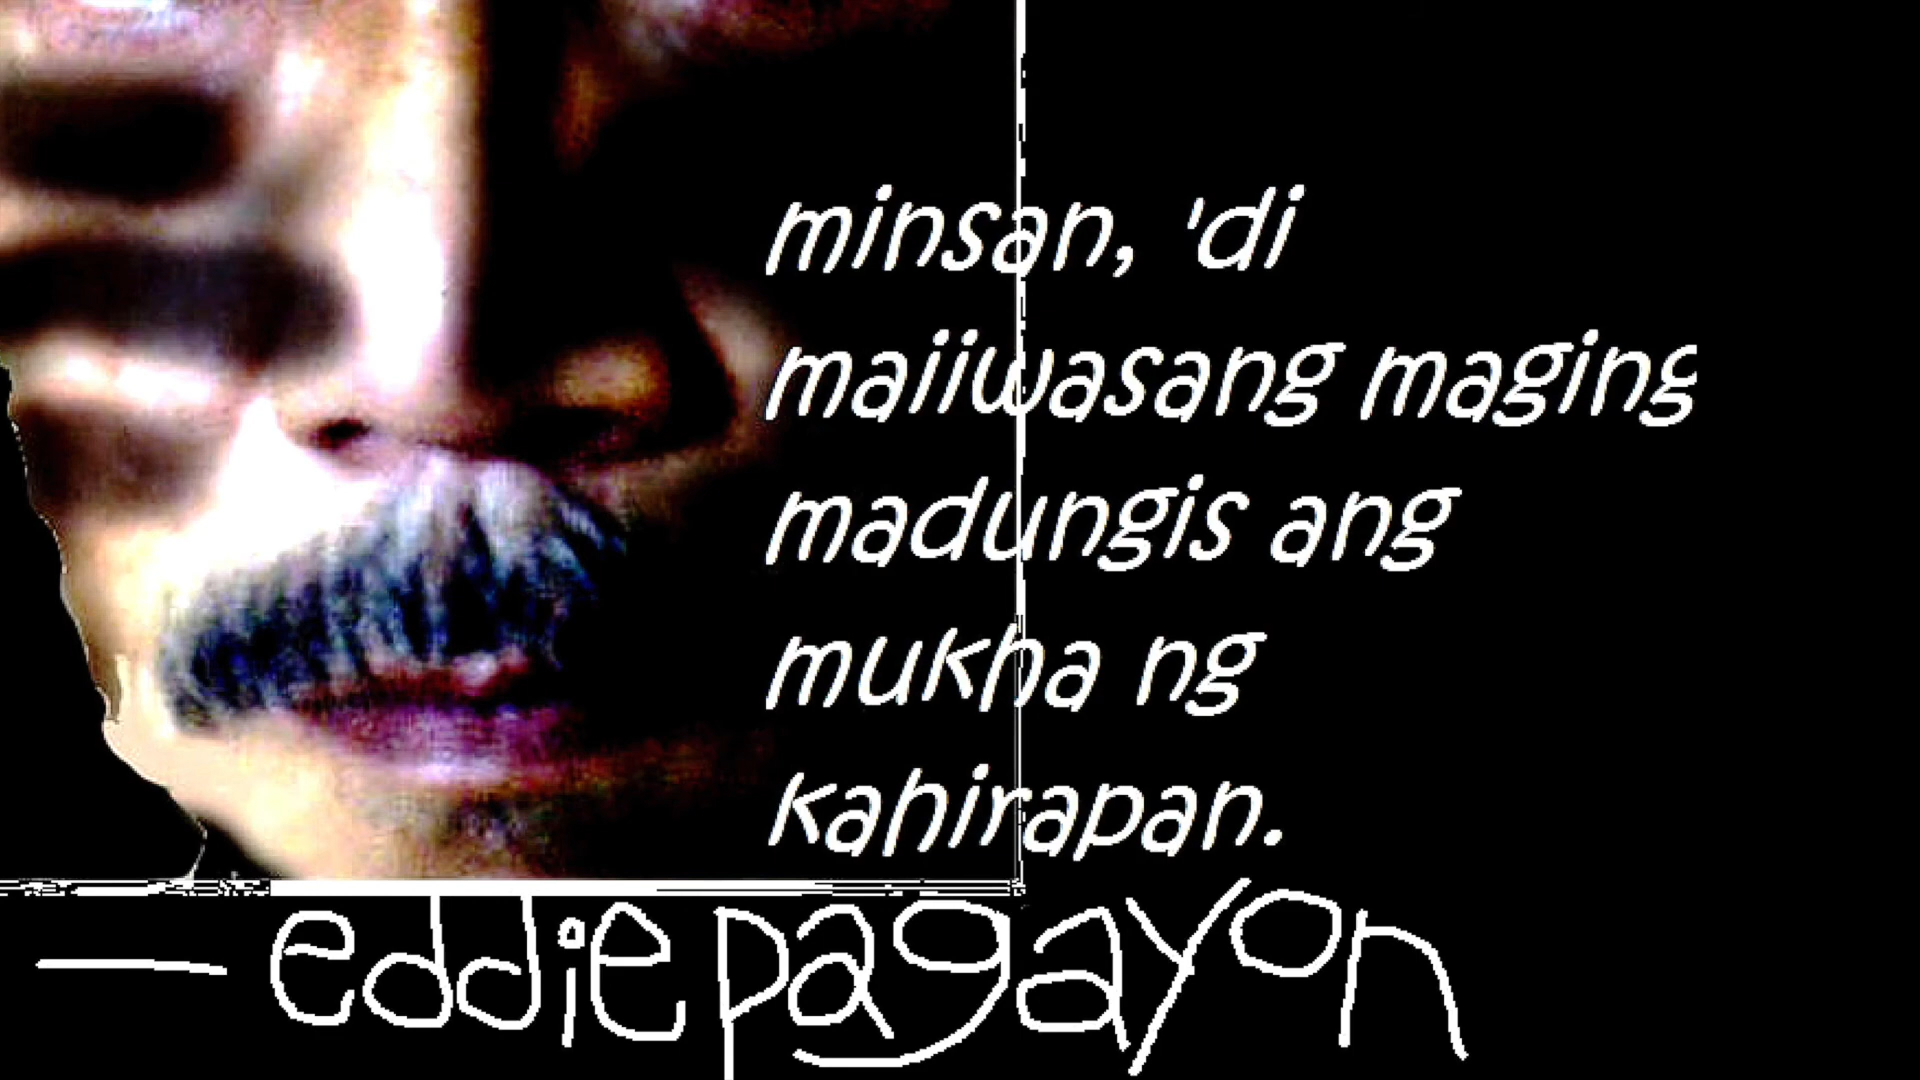 minsan, 'di
maiiwasang maging
madungis ang
mukha ng
kahirapan.
— eddie pagayon